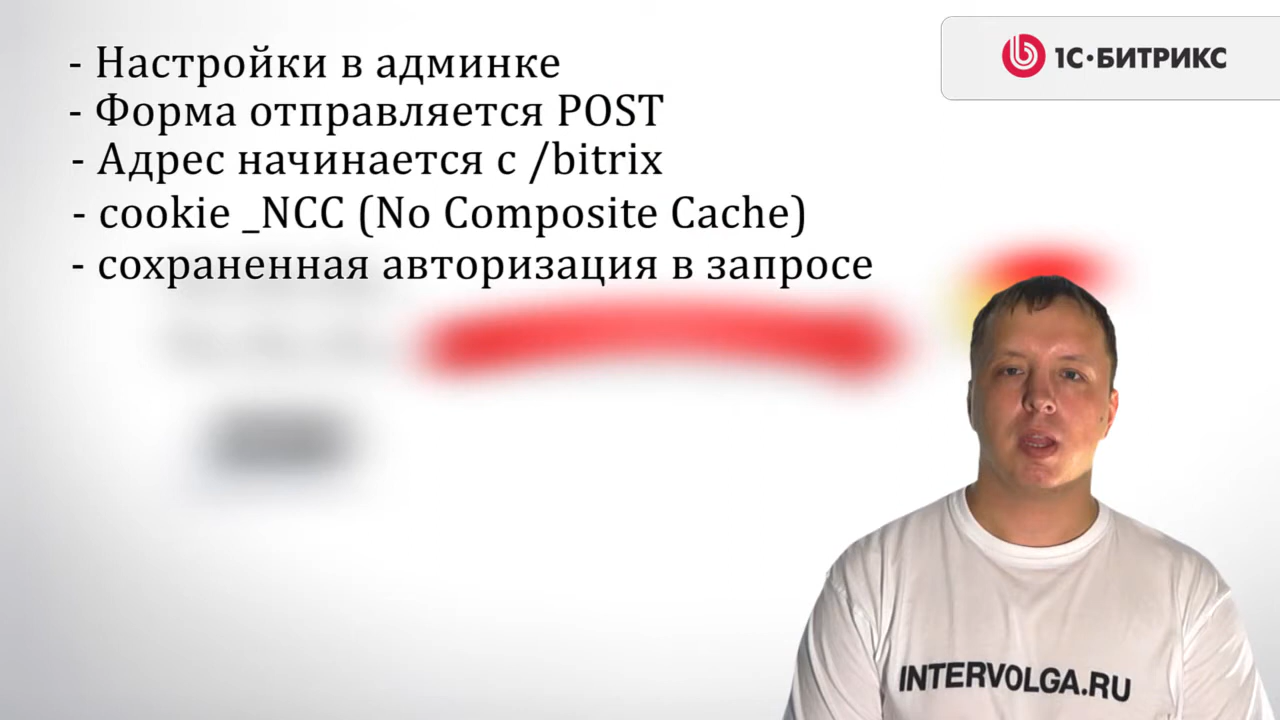 - Настройки в админке
- Форма отправляется POST
- Адрес начинается с /bitrix
- cookie _NCC (No Composite Cache)
- сохраненная авторизация в запросе
1С·БИТРИКС
INTERVOLGA.RU